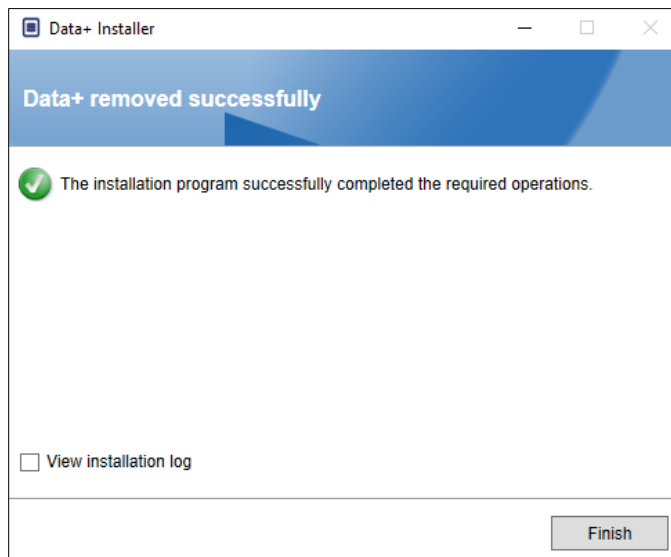 Data+ Installer
Data+ removed successfully
The installation program successfully completed the required operations.
View installation log
Finish